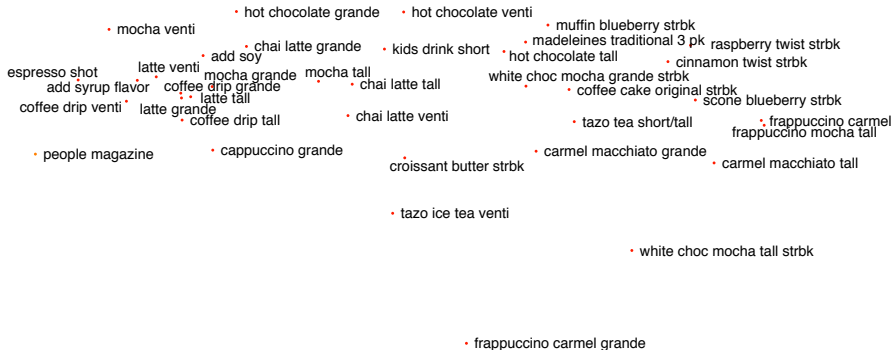 hot chocolate grande
hot chocolate venti
mocha venti
muffin blueberry strbk
chai latte grande
kids drink short
madeleines traditional 3 pk
raspberry twist strbk
add soy
hot chocolate tall
cinnamon twist strbk
espresso shot
latte venti
mocha grande
mocha tall
white choc mocha grande strbk
add syrup flavor
coffee drip grande
chai latte tall
coffee cake original strbk
coffee drip venti
latte grande
latte tall
scone blueberry strbk
coffee drip tall
chai latte venti
tazo tea short/tall
frappuccino carmel
frappuccino mocha tall
people magazine
cappuccino grande
croissant butter strbk
carmel macchiato grande
carmel macchiato tall
tazo ice tea venti
white choc mocha tall strbk
frappuccino carmel grande